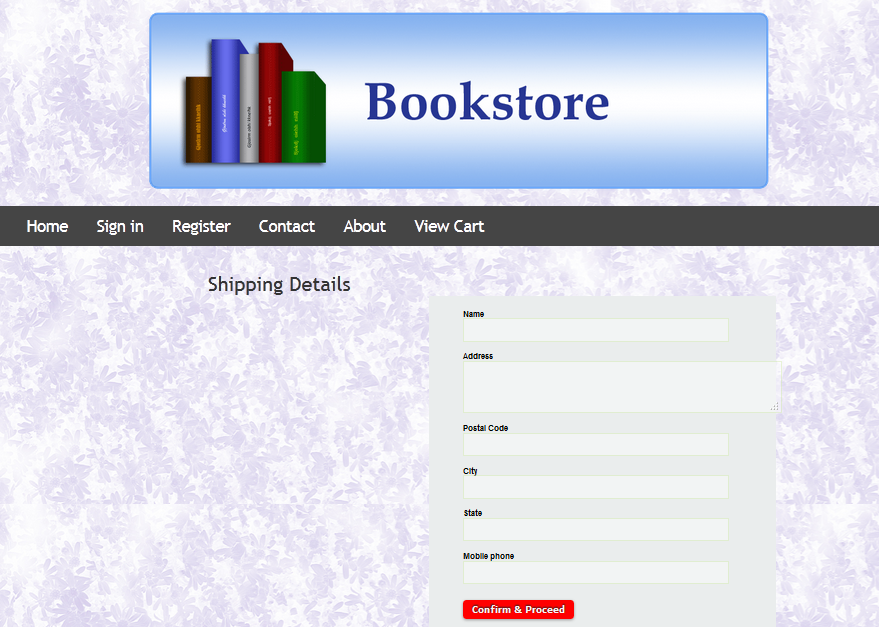 Bookstore
Home Sign in Register Contact About View Cart
Shipping Details
Name
Address
Postal Code
City
State
Mobile phone
Confirm & Proceed